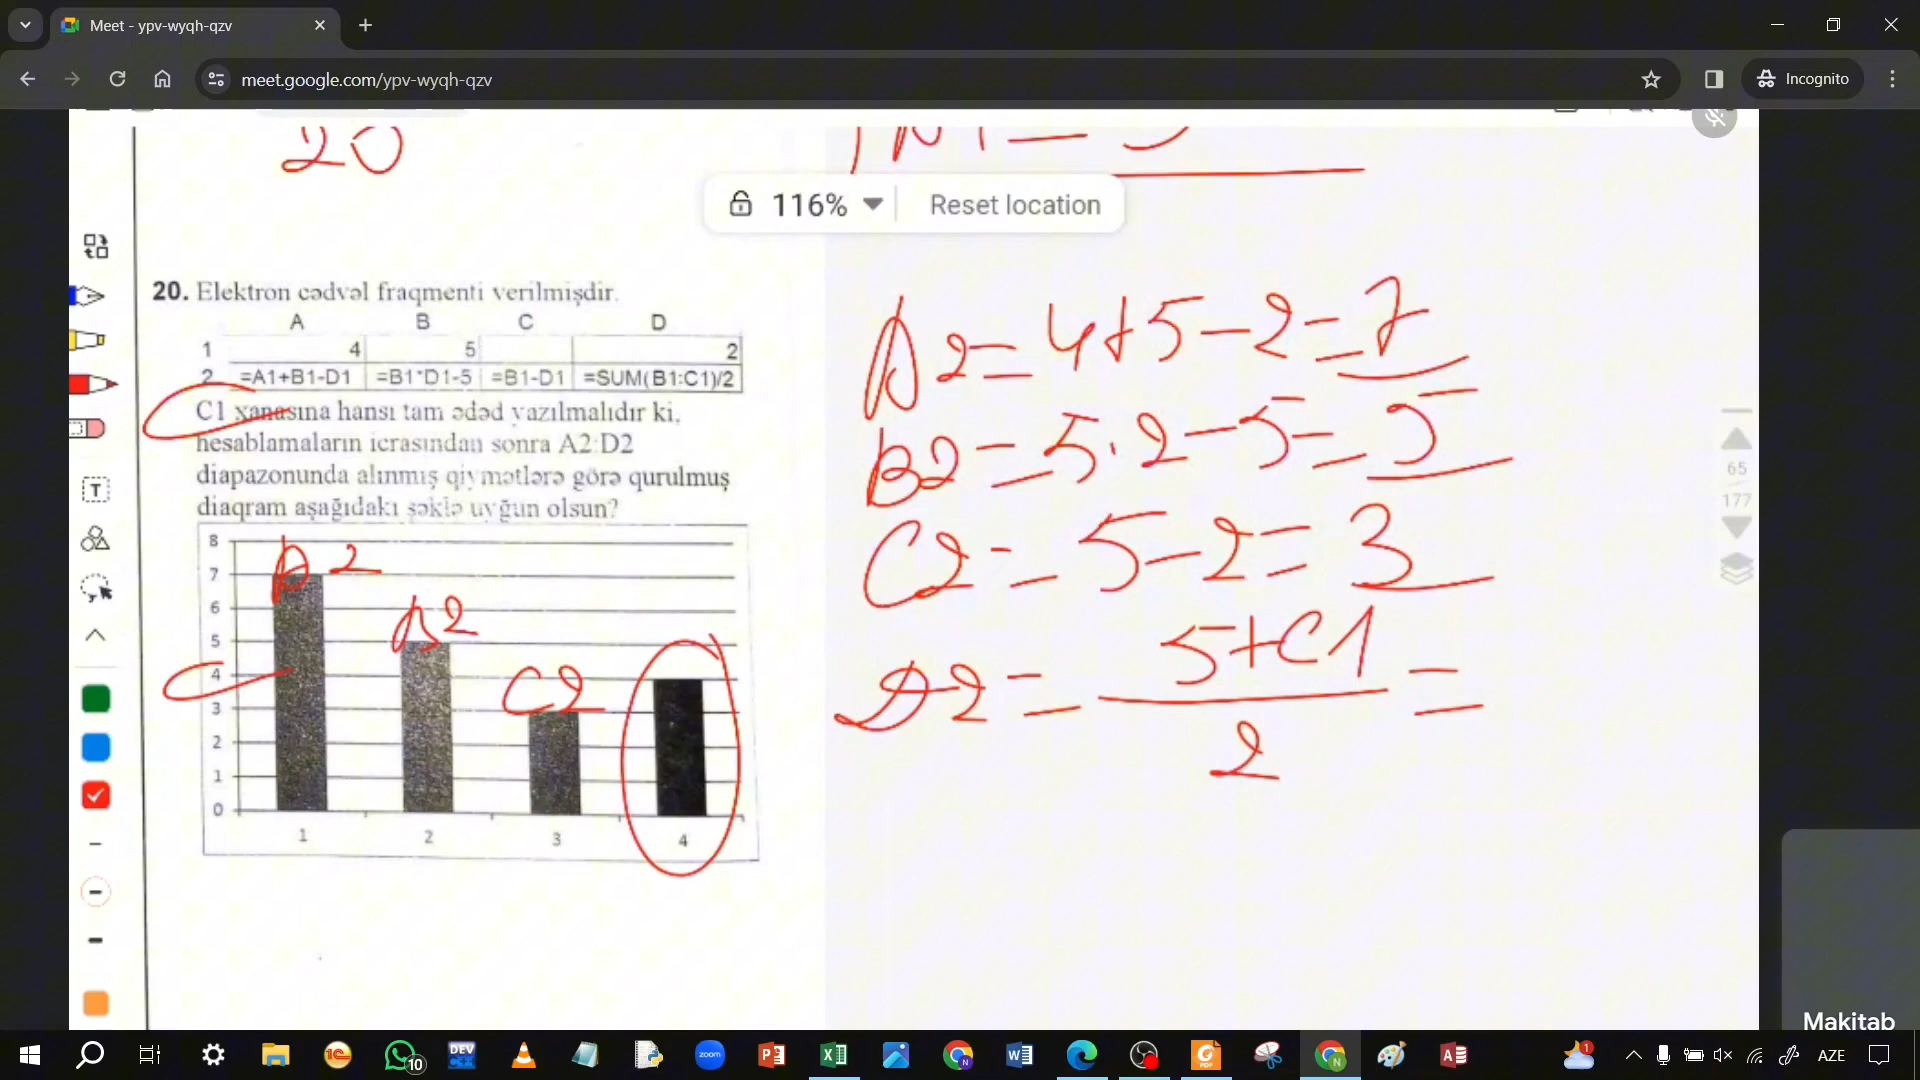 Meet - ypv-wyqh-qzv
meet.google.com/ypv-wyqh-qzv
Incognito
20
116%
Reset location
20. Elektron cədvəl fraqmenti verilmişdir.
A B C D
1 4 5 2
2 =A1+B1-D1 =B1*D1-5 =B1-D1 =SUM(B1:C1)/2
C1 xanasına hansı tam ədəd yazılmalıdır ki,
hesablamaların icrasından sonra A2:D2
diapazonunda alınmış qiymətlərə görə qurulmuş
diaqram aşağıdakı şəklə uyğun olsun?
8
7
6
5
4
3
2
1
0
1 2 3 4
A2
B2
C2
A2=4+5-2=7
B2=5·2-5=5
C2=5-2=3
D2=5+C1/2=
65
177
T
Makitab
10
DEV
zoom
1
AZE